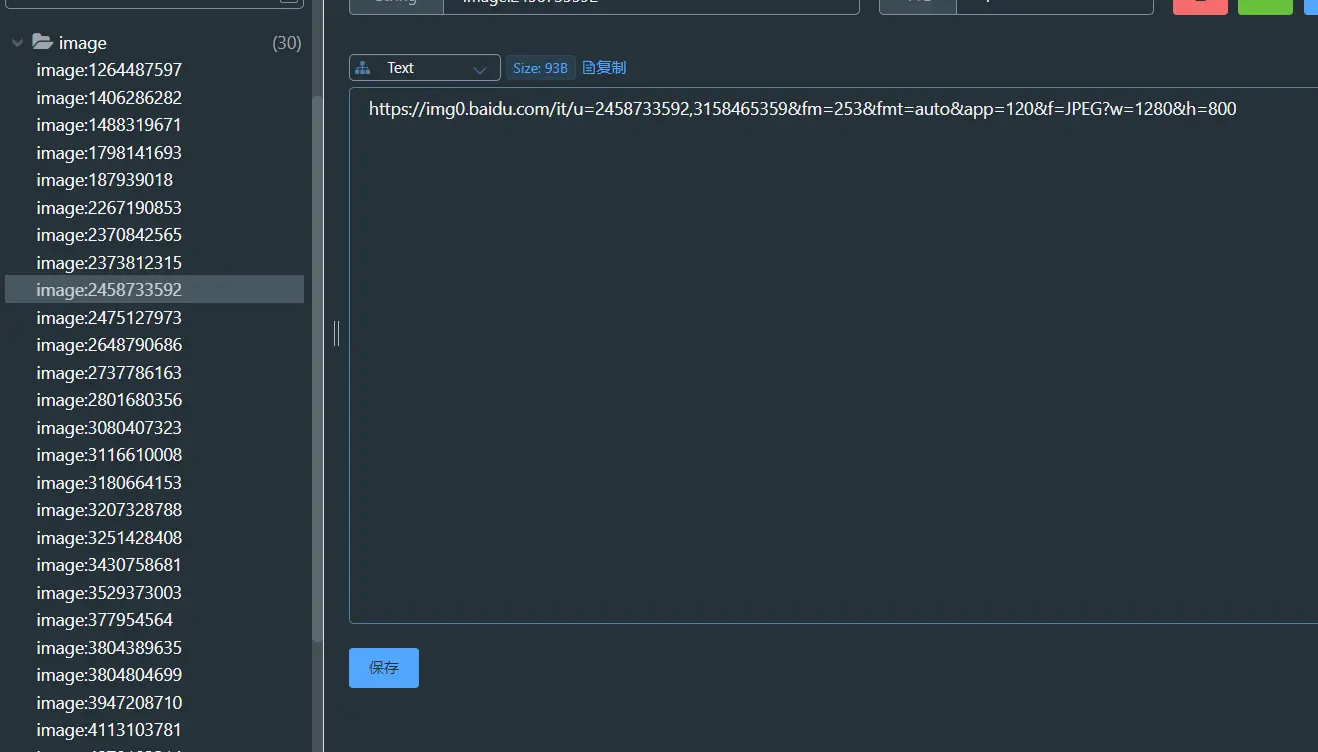 image (30)
image:1264487597
image:1406286282
image:1488319671
image:1798141693
image:187939018
image:2267190853
image:2370842565
image:2373812315
image:2458733592
image:2475127973
image:2648790686
image:2737786163
image:2801680356
image:3080407323
image:3116610008
image:3180664153
image:3207328788
image:3251428408
image:3430758681
image:3529373003
image:377954564
image:3804389635
image:3804804699
image:3947208710
image:4113103781
String image:2458733592
Text Size: 93B 复制
https://img0.baidu.com/it/u=2458733592,3158465359&fm=253&fmt=auto&app=120&f=JPEG?w=1280&h=800
保存